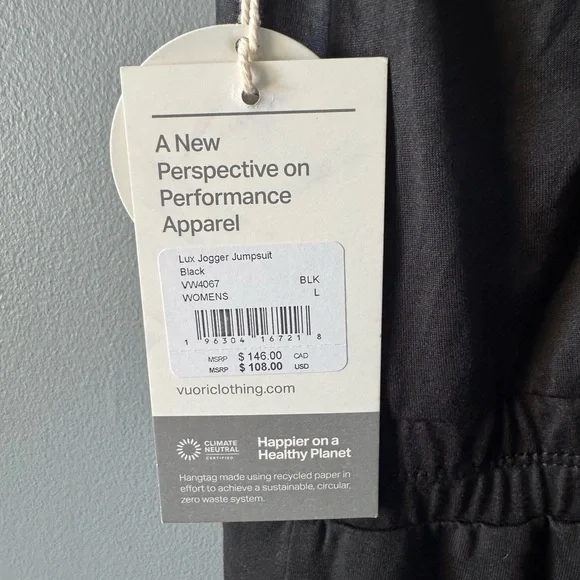 A New
Perspective on
Performance
Apparel
Lux Jogger Jumpsuit
Black
VW4067 BLK
WOMENS L
1 96304 16721 8
MSRP $ 146.00 CAD
MSRP $ 108.00 USD
vuoriclothing.com
CLIMATE
NEUTRAL
CERTIFIED
Happier on a
Healthy Planet
Hangtag made using recycled paper in
effort to achieve a sustainable, circular,
zero waste system.